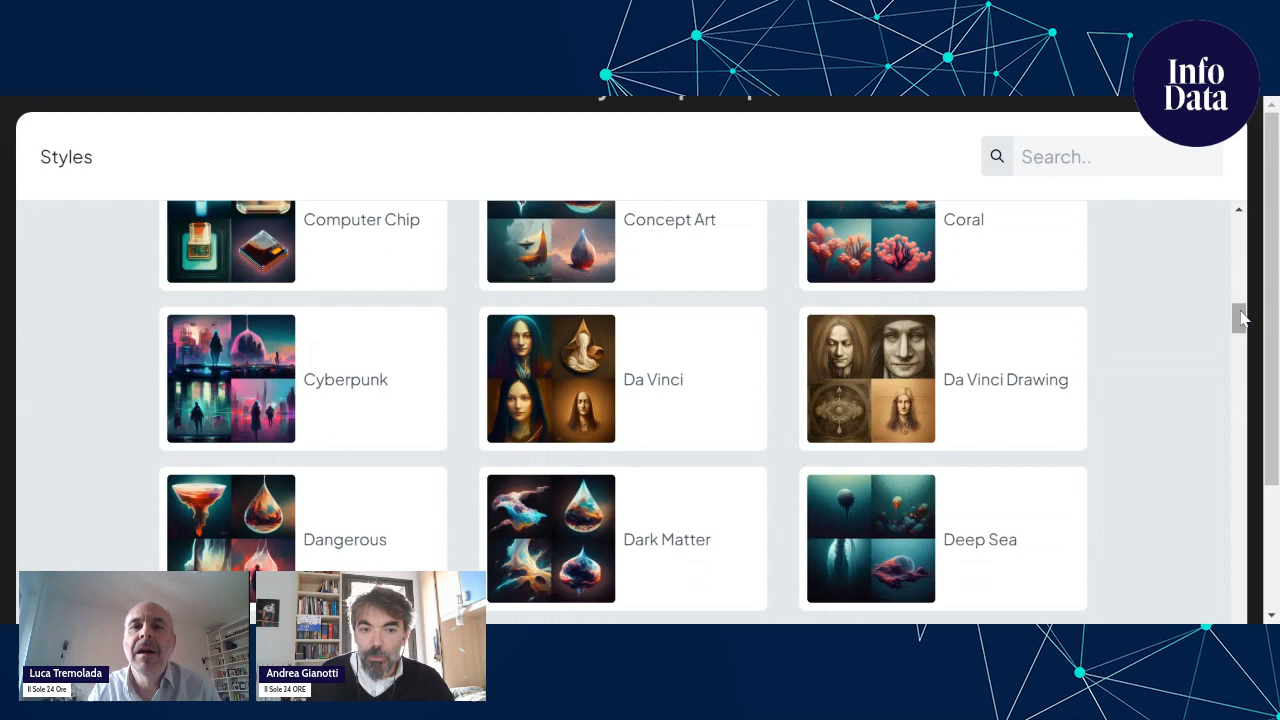 Info
Data
Styles
Search..
Computer Chip
Concept Art
Coral
Cyberpunk
Da Vinci
Da Vinci Drawing
Dangerous
Dark Matter
Deep Sea
Luca Tremolada
Il Sole 24 Ore
Andrea Gianotti
Il Sole 24 ORE